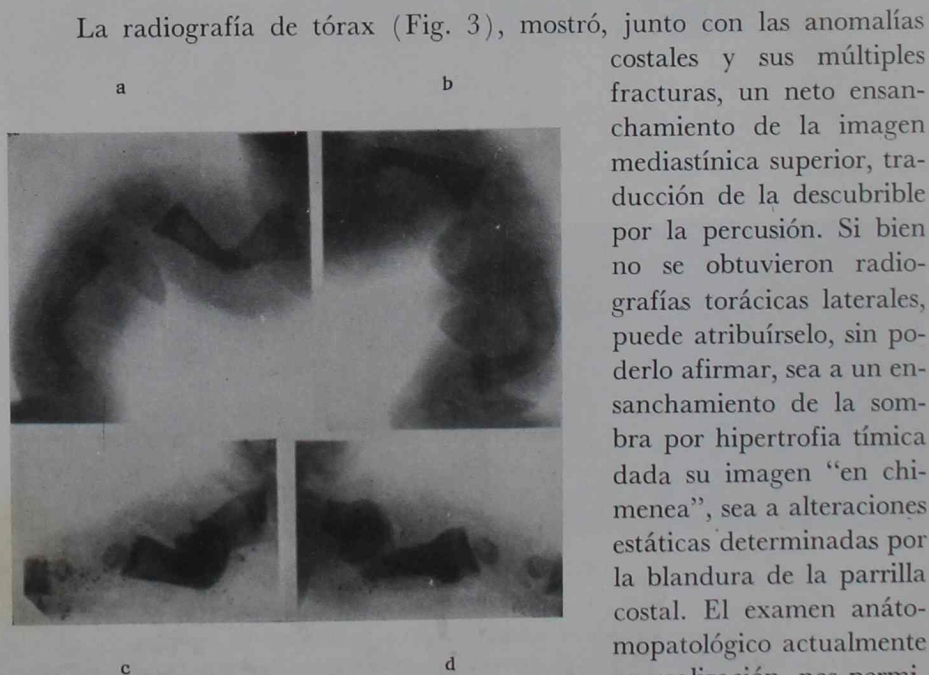 La radiografía de tórax (Fig. 3), mostró, junto con las anomalías
a
b
costales y sus múltiples
fracturas, un neto ensan-
chamiento de la imagen
mediastínica superior, tra-
ducción de la descubrible
por la percusión. Si bien
no se obtuvieron radio-
grafías torácicas laterales,
puede atribuírselo, sin po-
derlo afirmar, sea a un en-
sanchamiento de la som-
bra por hipertrofia tímica
dada su imagen “en chi-
menea”, sea a alteraciones
estáticas determinadas por
la blandura de la parrilla
costal. El examen anáto-
mopatológico actualmente
c
d